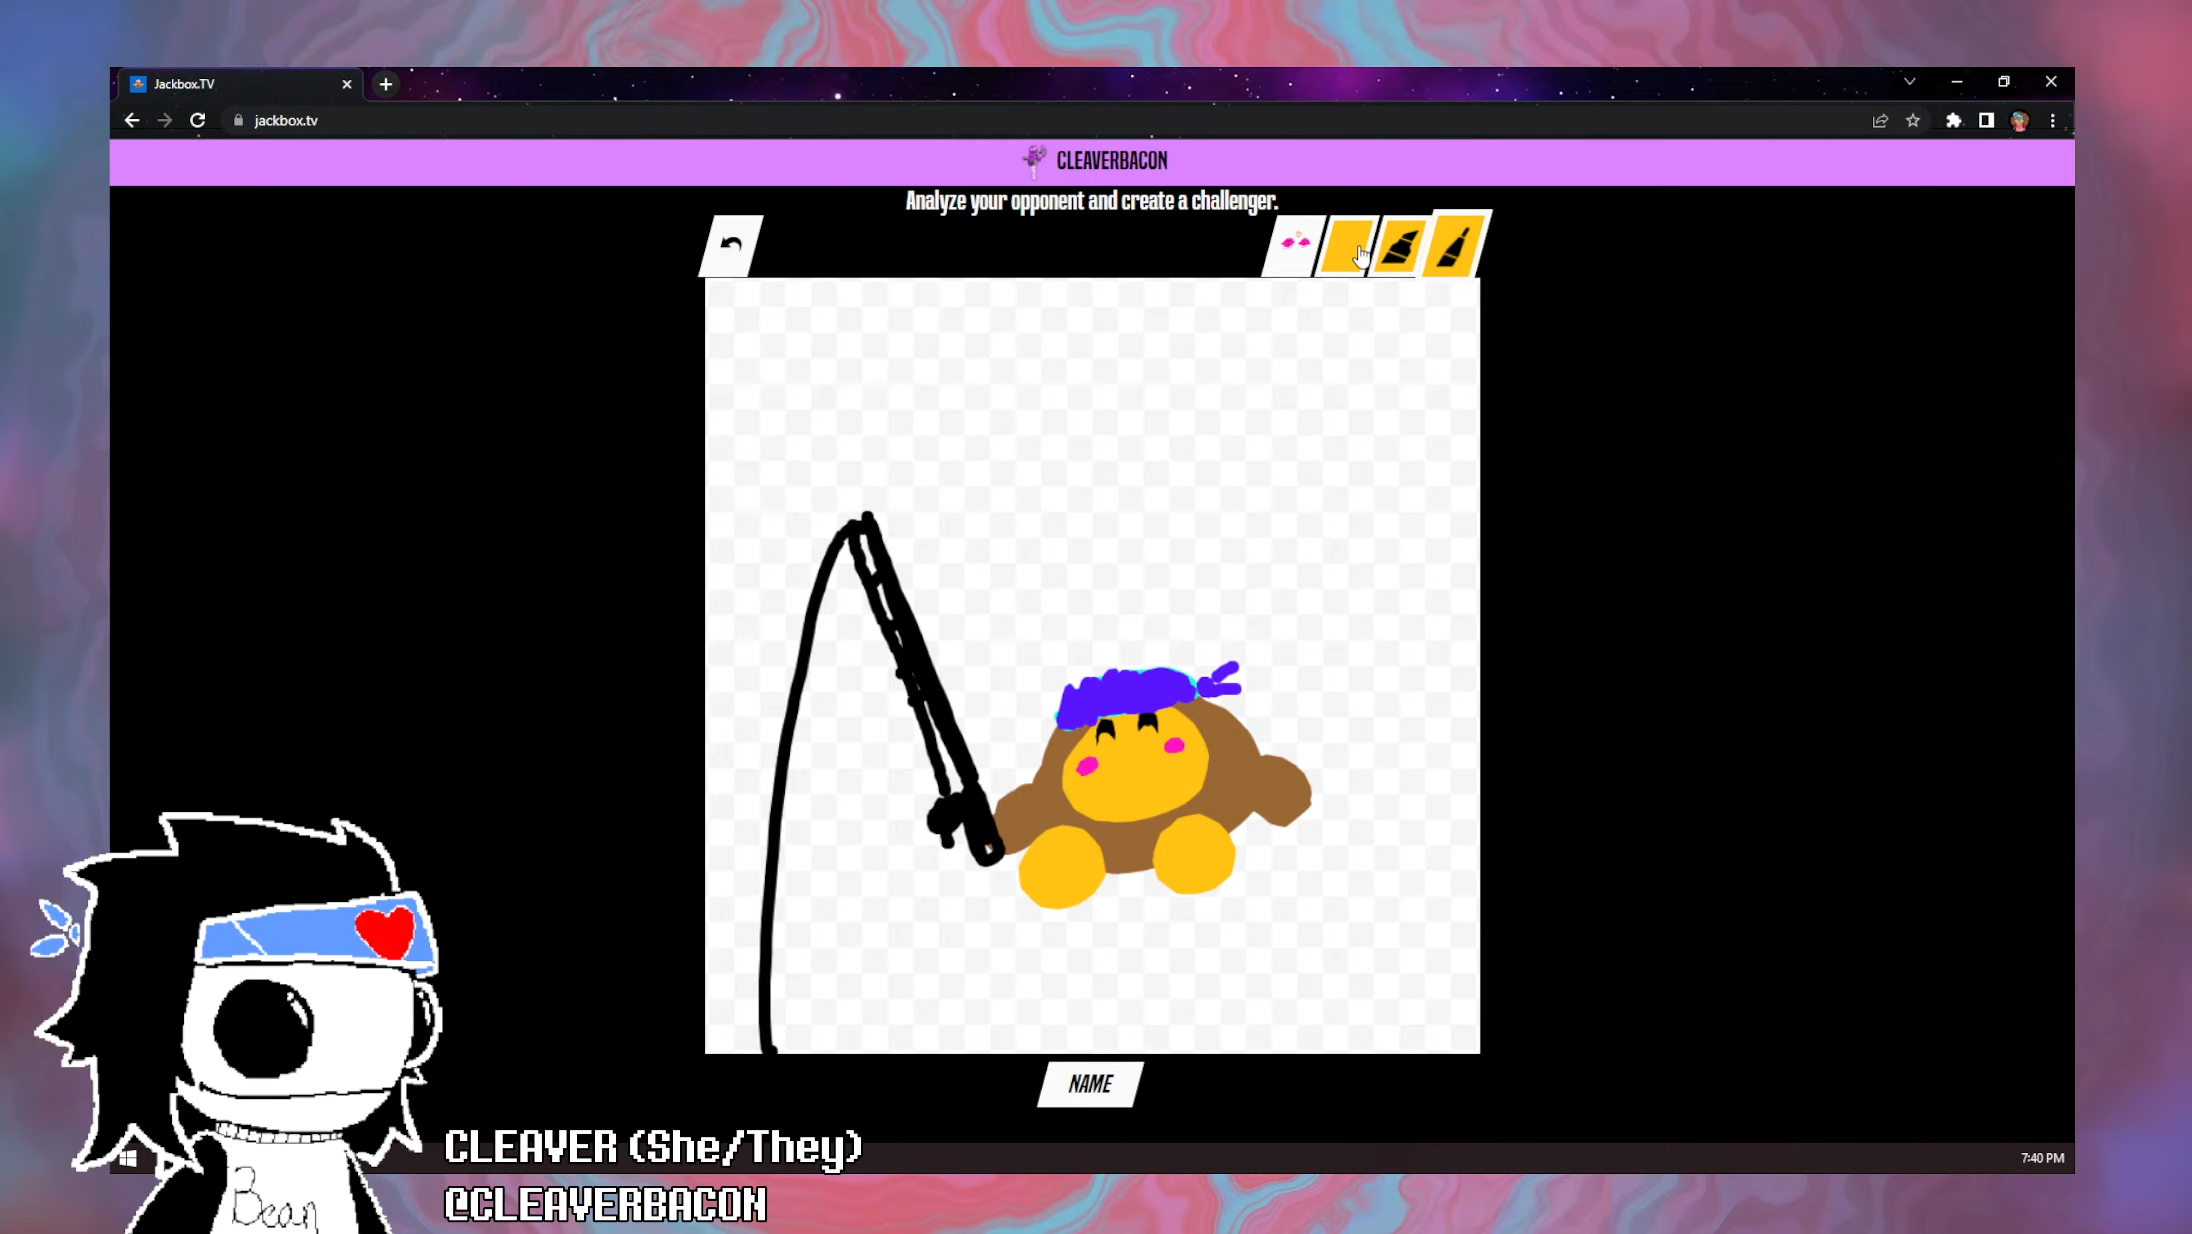 Jackbox.TV
jackbox.tv
CLEAVERBACON
Analyze your opponent and create a challenger.
NAME
Bean
CLEAVER (She/They)
@CLEAVERBACON
7:40 PM